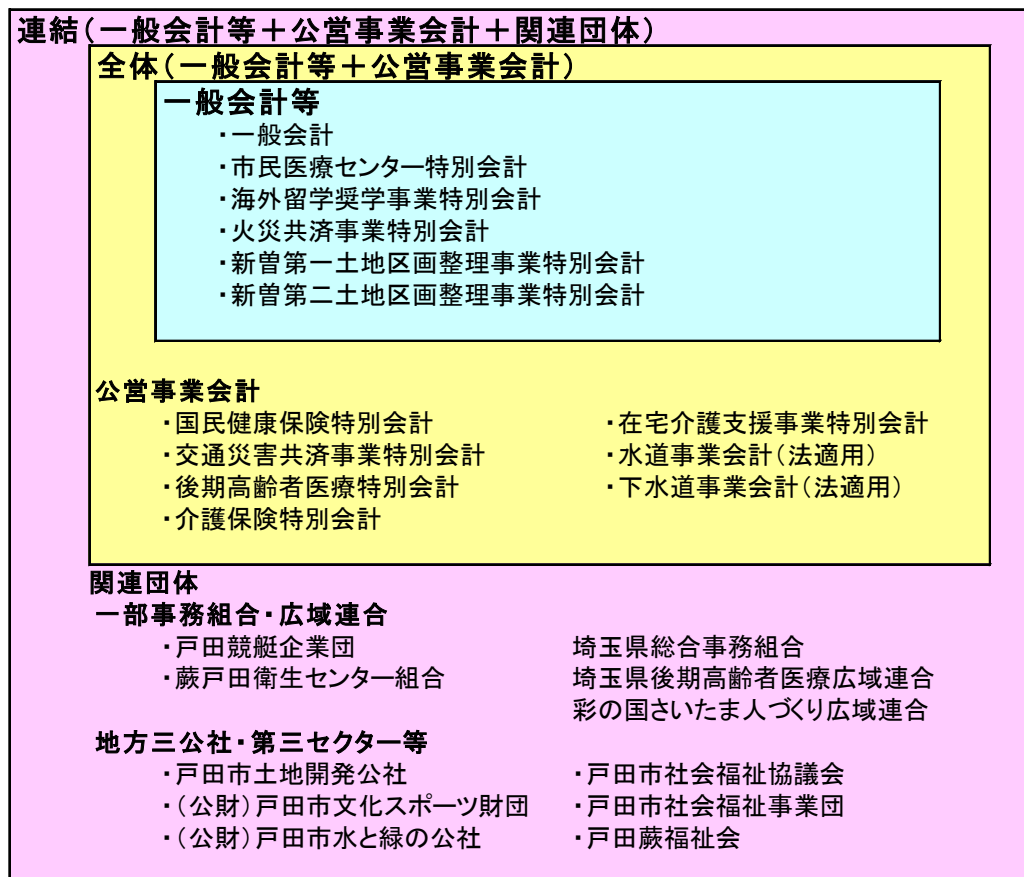 連結（一般会計等＋公営事業会計＋関連団体）
全体（一般会計等＋公営事業会計）
一般会計等
・一般会計
・市民医療センター特別会計
・海外留学奨学事業特別会計
・火災共済事業特別会計
・新曽第一土地区画整理事業特別会計
・新曽第二土地区画整理事業特別会計
公営事業会計
・国民健康保険特別会計 ・在宅介護支援事業特別会計
・交通災害共済事業特別会計 ・水道事業会計（法適用）
・後期高齢者医療特別会計 ・下水道事業会計（法適用）
・介護保険特別会計
関連団体
一部事務組合・広域連合
・戸田競艇企業団 埼玉県総合事務組合
・蕨戸田衛生センター組合 埼玉県後期高齢者医療広域連合
彩の国さいたま人づくり広域連合
地方三公社・第三セクター等
・戸田市土地開発公社 ・戸田市社会福祉協議会
・（公財）戸田市文化スポーツ財団 ・戸田市社会福祉事業団
・（公財）戸田市水と緑の公社 ・戸田蕨福祉会